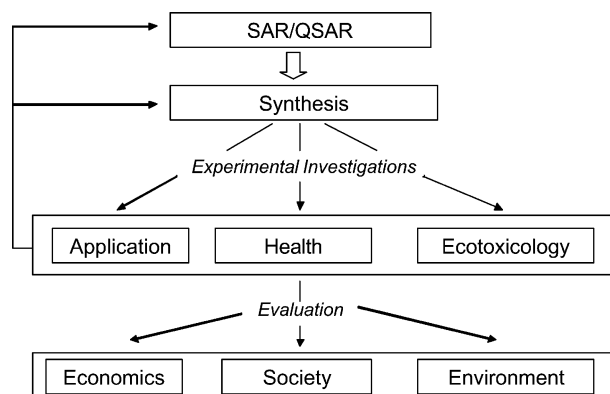 SAR/QSAR
Synthesis
Experimental Investigations
Application Health Ecotoxicology
Evaluation
Economics Society Environment